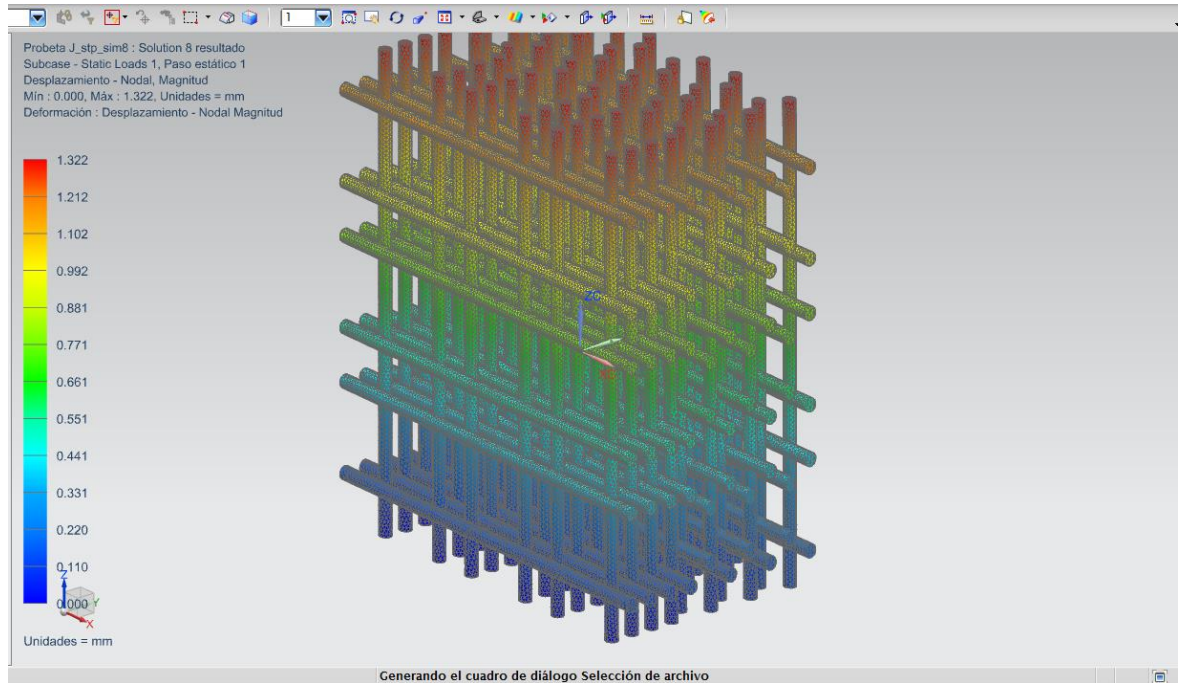 1
Probeta J_stp_sim8 : Solution 8 resultado
Subcase - Static Loads 1, Paso estático 1
Desplazamiento - Nodal, Magnitud
Mín : 0.000, Máx : 1.322, Unidades = mm
Deformación : Desplazamiento - Nodal Magnitud
1.322
1.212
1.102
0.992
0.881
0.771
0.661
0.551
0.441
0.331
0.220
0.110
0.000
Unidades = mm
ZC
Z
Y
X
Generando el cuadro de diálogo Selección de archivo